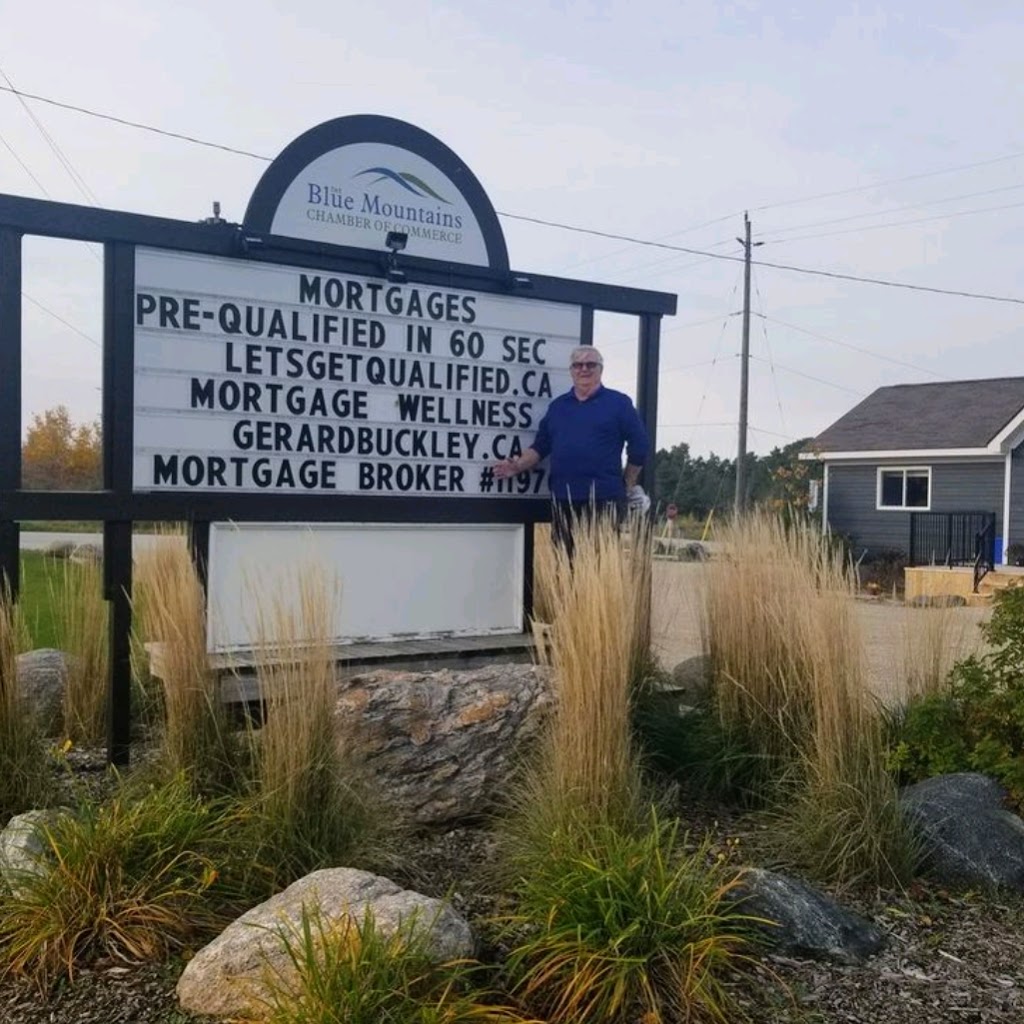 THE
Blue Mountains
CHAMBER OF COMMERCE
MORTGAGES
PRE-QUALIFIED IN 60 SEC
LETSGETQUALIFIED.CA
MORTGAGE WELLNESS
GERARDBUCKLEY.CA
MORTGAGE BROKER